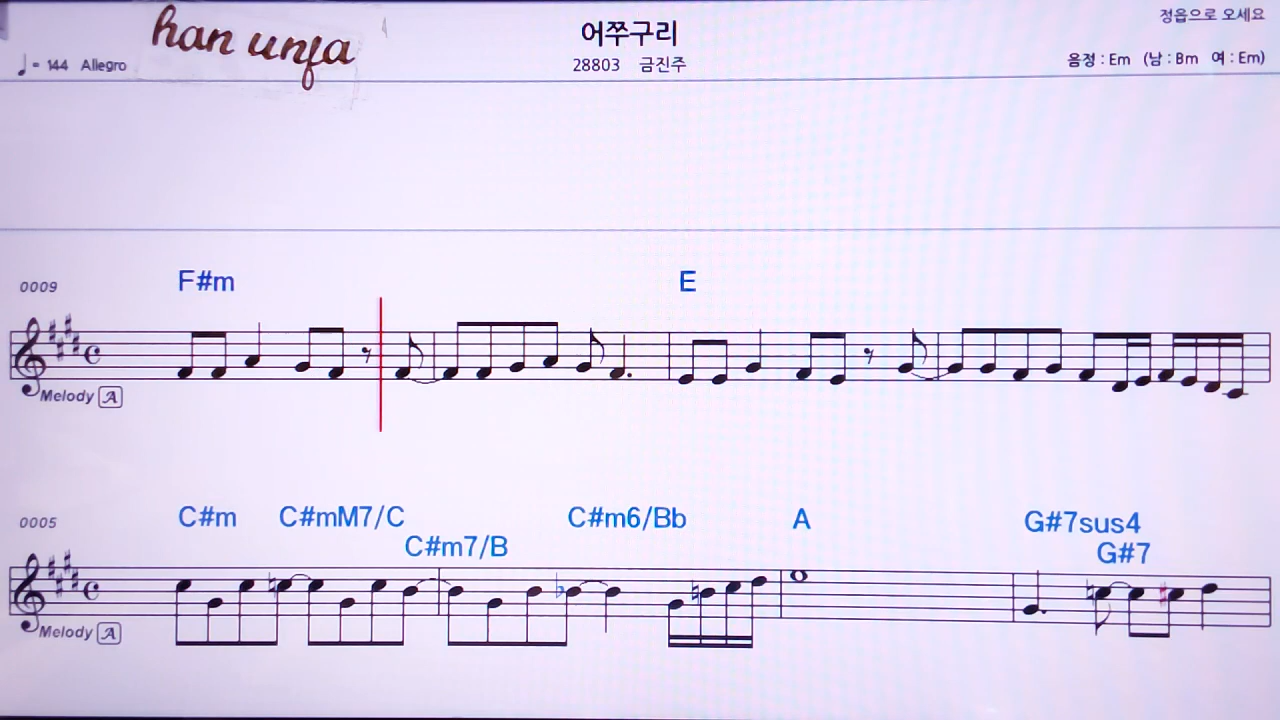 정읍으로 오세요
han unja
어쭈구리
♩= 144 Allegro
28803 금진주
음정 : Em (남 : Bm 여 : Em)
0009
F#m E
Melody A
0005
C#m C#mM7/C C#m7/B C#m6/Bb A G#7sus4 G#7
Melody A